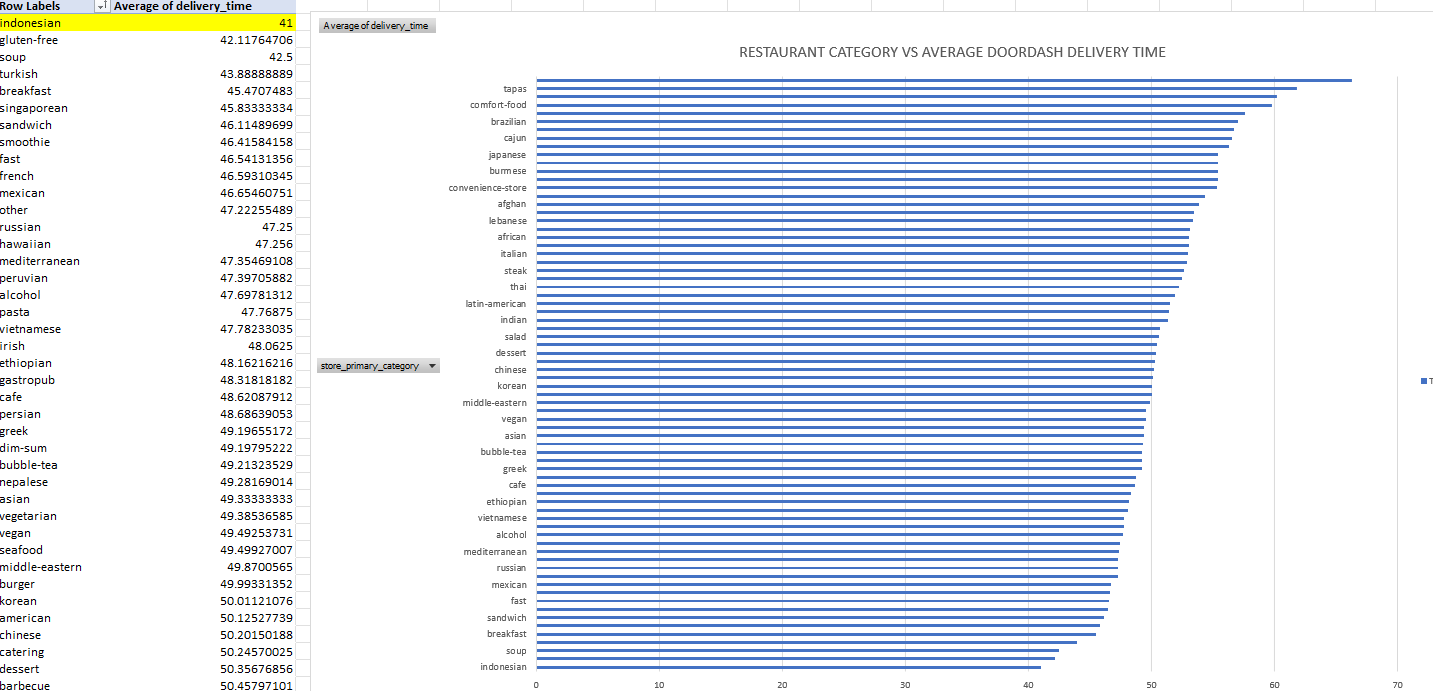 Row Labels Average of delivery_time
indonesian 41
gluten-free 42.11764706
soup 42.5
turkish 43.88888889
breakfast 45.4707483
singaporean 45.83333334
sandwich 46.11489699
smoothie 46.41584158
fast 46.54131356
french 46.59310345
mexican 46.65460751
other 47.22255489
russian 47.25
hawaiian 47.256
mediterranean 47.35469108
peruvian 47.39705882
alcohol 47.69781312
pasta 47.76875
vietnamese 47.78233035
irish 48.0625
ethiopian 48.16216216
gastropub 48.31818182
cafe 48.62087912
persian 48.68639053
greek 49.19655172
dim-sum 49.19795222
bubble-tea 49.21323529
nepalese 49.28169014
asian 49.33333333
vegetarian 49.38536585
vegan 49.49253731
seafood 49.49927007
middle-eastern 49.8700565
burger 49.99331352
korean 50.01121076
american 50.12527739
chinese 50.20150188
catering 50.24570025
dessert 50.35676856
barbecue 50.45797101
Average of delivery_time
RESTAURANT CATEGORY VS AVERAGE DOORDASH DELIVERY TIME
tapas
comfort-food
brazilian
cajun
japanese
burmese
convenience-store
afghan
lebanese
african
italian
steak
thai
latin-american
indian
salad
dessert
chinese
korean
middle-eastern
vegan
asian
bubble-tea
greek
cafe
ethiopian
vietnamese
alcohol
mediterranean
russian
mexican
fast
sandwich
breakfast
soup
indonesian
0 10 20 30 40 50 60 70
store_primary_category
T